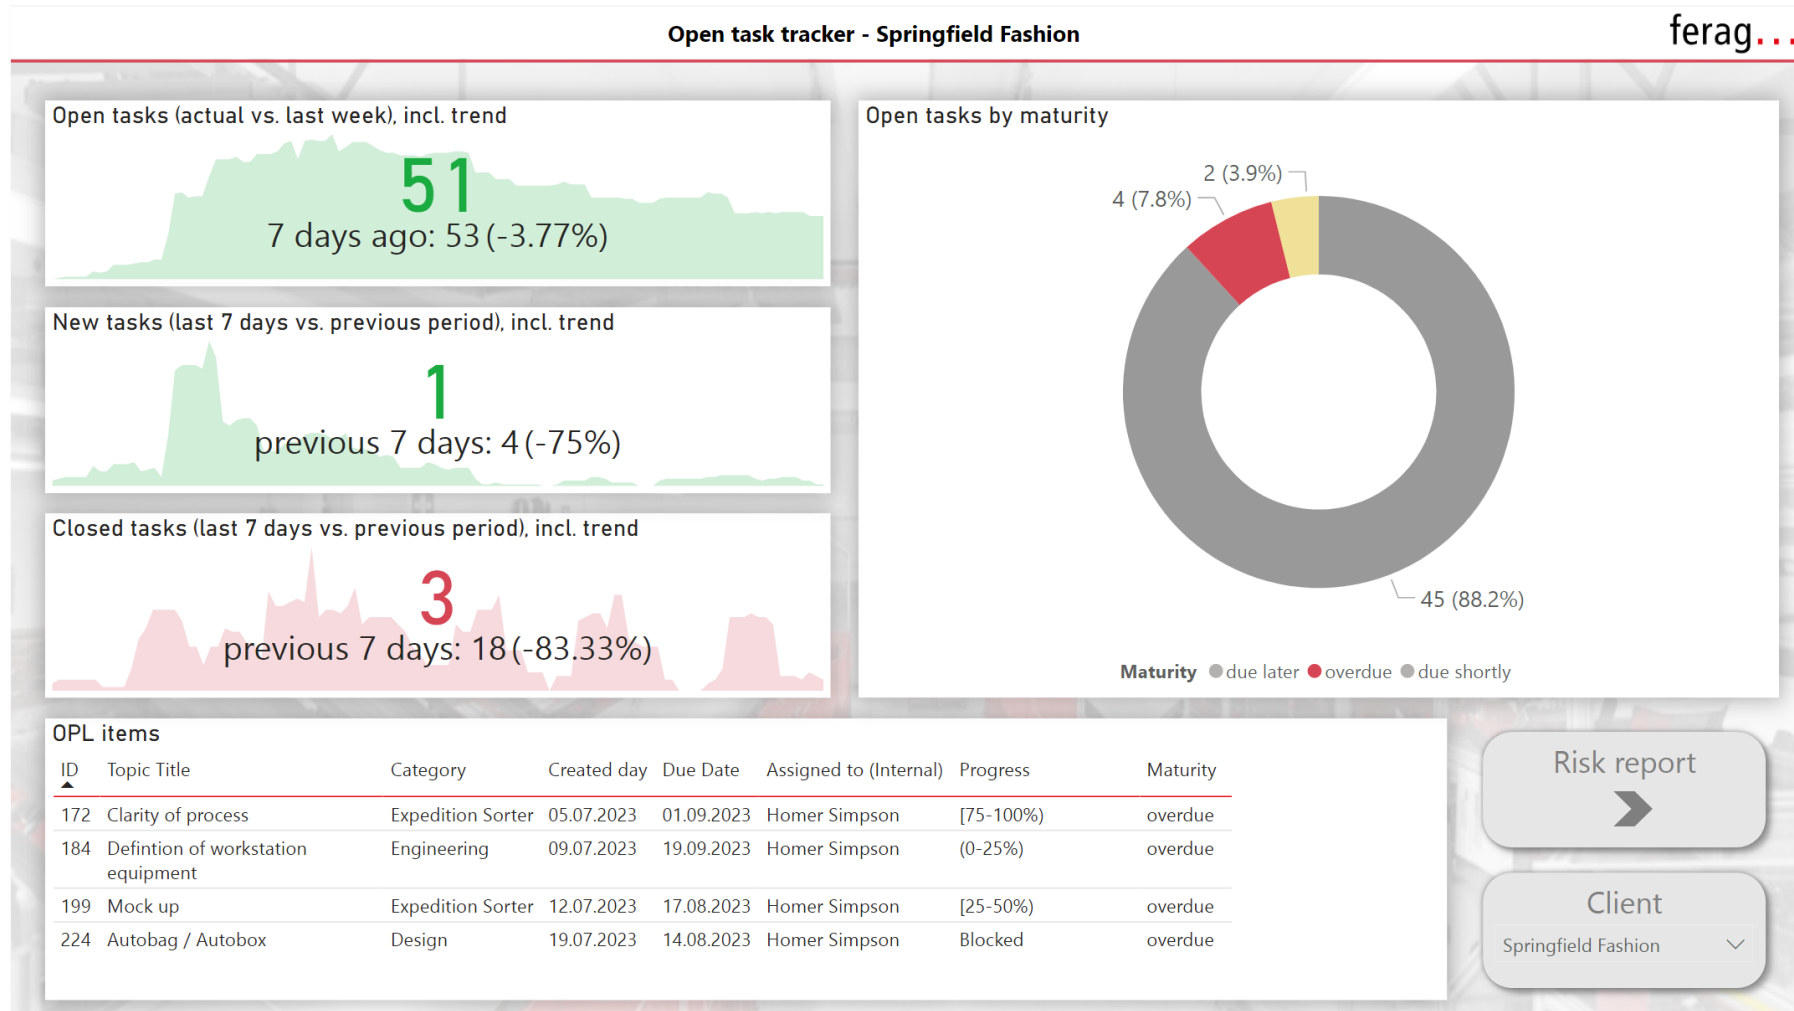 Open task tracker - Springfield Fashion
ferag...
Open tasks (actual vs. last week), incl. trend
51
7 days ago: 53 (-3.77%)
New tasks (last 7 days vs. previous period), incl. trend
1
previous 7 days: 4 (-75%)
Closed tasks (last 7 days vs. previous period), incl. trend
3
previous 7 days: 18 (-83.33%)
Open tasks by maturity
2 (3.9%)
4 (7.8%)
45 (88.2%)
Maturity due later overdue due shortly
OPL items
ID Topic Title Category Created day Due Date Assigned to (Internal) Progress Maturity
172 Clarity of process Expedition Sorter 05.07.2023 01.09.2023 Homer Simpson [75-100%) overdue
184 Defintion of workstation Engineering 09.07.2023 19.09.2023 Homer Simpson (0-25%) overdue
equipment
199 Mock up Expedition Sorter 12.07.2023 17.08.2023 Homer Simpson [25-50%) overdue
224 Autobag / Autobox Design 19.07.2023 14.08.2023 Homer Simpson Blocked overdue
Risk report
Client
Springfield Fashion